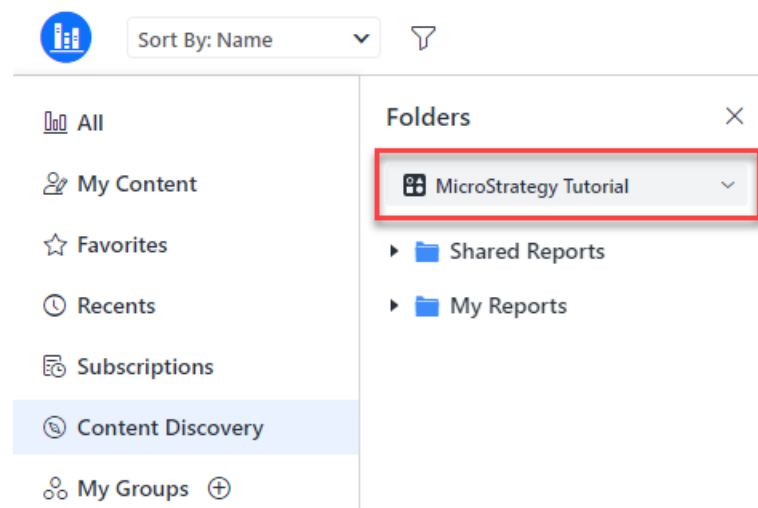 Sort By: Name
All
My Content
Favorites
Recents
Subscriptions
Content Discovery
My Groups
Folders
MicroStrategy Tutorial
Shared Reports
My Reports